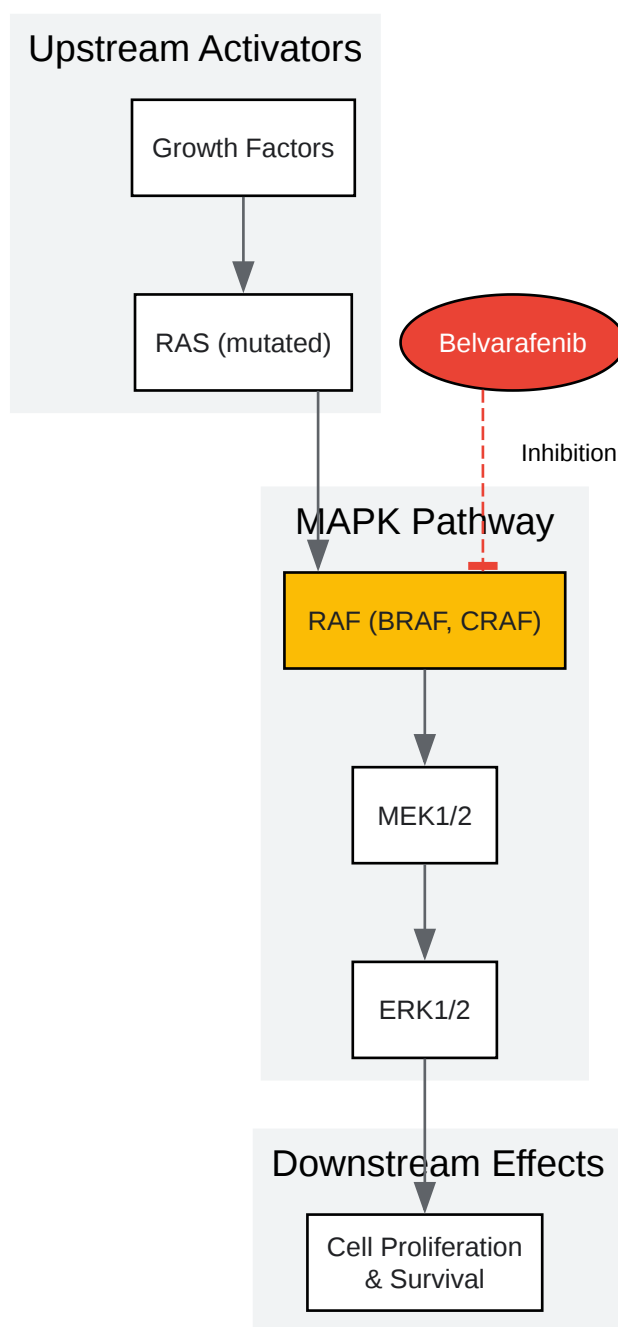 Upstream Activators
Growth Factors
RAS (mutated)
Belvarafenib
Inhibition
MAPK Pathway
RAF (BRAF, CRAF)
MEK1/2
ERK1/2
Downstream Effects
Cell Proliferation
& Survival